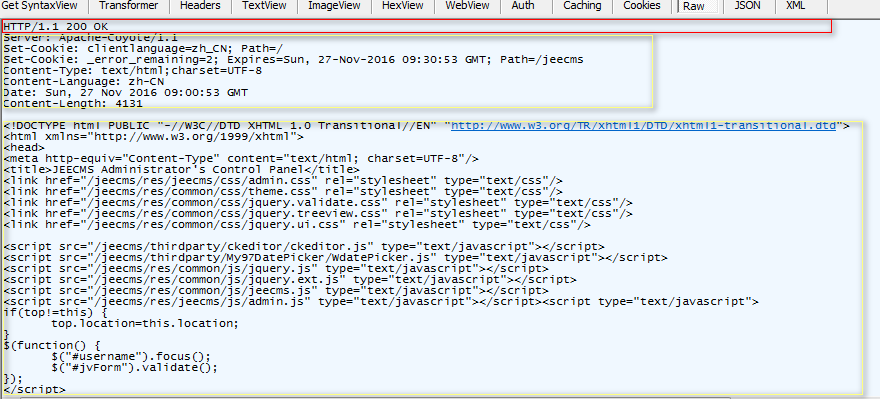 Get SyntaxView Transformer Headers TextView ImageView HexView WebView Auth Caching Cookies Raw JSON XML
HTTP/1.1 200 OK
Server: Apache-Coyote/1.1
Set-Cookie: clientlanguage=zh_CN; Path=/
Set-Cookie: _error_remaining=2; Expires=Sun, 27-Nov-2016 09:30:53 GMT; Path=/jeecms
Content-Type: text/html;charset=UTF-8
Content-Language: zh-CN
Date: Sun, 27 Nov 2016 09:00:53 GMT
Content-Length: 4131
<!DOCTYPE html PUBLIC "-//W3C//DTD XHTML 1.0 Transitional//EN" "http://www.w3.org/TR/xhtml1/DTD/xhtml1-transitional.dtd">
<html xmlns="http://www.w3.org/1999/xhtml">
<head>
<meta http-equiv="Content-Type" content="text/html; charset=UTF-8"/>
<title>JEECMS Administrator's Control Panel</title>
<link href="/jeecms/res/jeecms/css/admin.css" rel="stylesheet" type="text/css"/>
<link href="/jeecms/res/common/css/theme.css" rel="stylesheet" type="text/css"/>
<link href="/jeecms/res/common/css/jquery.validate.css" rel="stylesheet" type="text/css"/>
<link href="/jeecms/res/common/css/jquery.treeview.css" rel="stylesheet" type="text/css"/>
<link href="/jeecms/res/common/css/jquery.ui.css" rel="stylesheet" type="text/css"/>
<script src="/jeecms/thirdparty/ckeditor/ckeditor.js" type="text/javascript"></script>
<script src="/jeecms/thirdparty/My97DatePicker/WdatePicker.js" type="text/javascript"></script>
<script src="/jeecms/res/common/js/jquery.js" type="text/javascript"></script>
<script src="/jeecms/res/common/js/jquery.ext.js" type="text/javascript"></script>
<script src="/jeecms/res/common/js/jeecms.js" type="text/javascript"></script>
<script src="/jeecms/res/jeecms/js/admin.js" type="text/javascript"></script><script type="text/javascript">
if(top!=this) {
top.location=this.location;
}
$(function() {
$("#username").focus();
$("#jvForm").validate();
});
</script>